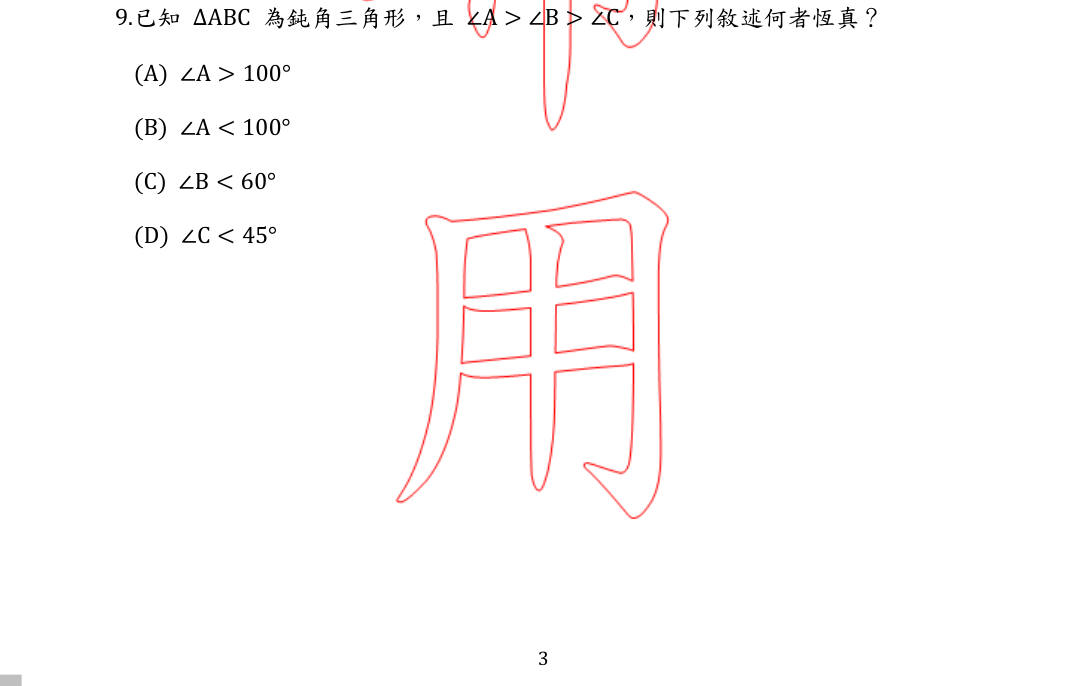 9.已知 ΔABC 為鈍角三角形，且 ∠A > ∠B > ∠C，則下列敘述何者恆真？
(A) ∠A > 100°
(B) ∠A < 100°
(C) ∠B < 60°
(D) ∠C < 45°
用
3